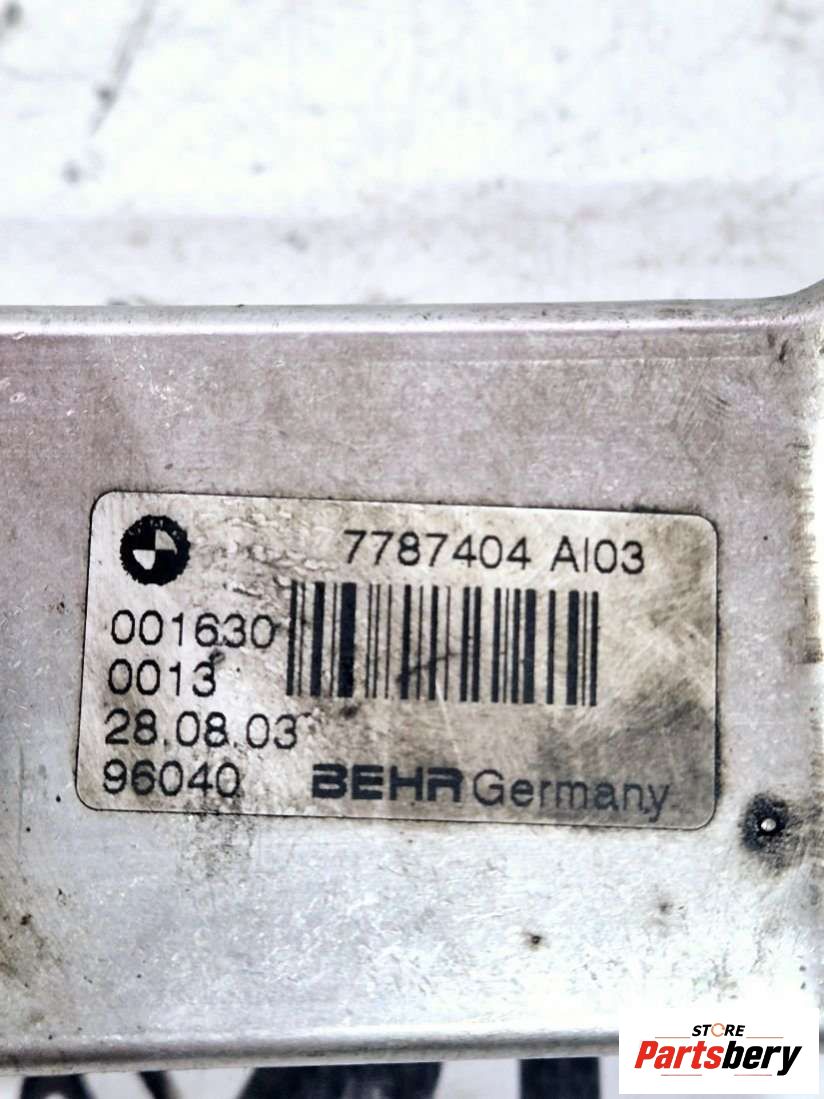 7787404 AI03
001630
0013
28.08.03
96040 BEHR Germany
STORE
Partsbery